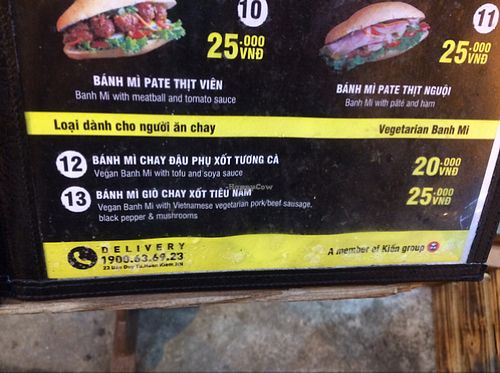 10
11
25.000 VNĐ
25.000 VNĐ
BÁNH MÌ PATE THỊT VIÊN
Banh Mi with meatball and tomato sauce
BÁNH MÌ PATE THỊT NGUỘI
Banh Mi with pâté and ham
Loại dành cho người ăn chay
Vegetarian Banh Mi
12 BÁNH MÌ CHAY ĐẬU PHỤ XỐT TƯƠNG CÀ 20.000 VNĐ
Vegan Banh Mi with tofu and soya sauce
HappyCow
13 BÁNH MÌ GIÒ CHAY XỐT TIÊU NẤM 25.000 VNĐ
Vegan Banh Mi with Vietnamese vegetarian pork/beef sausage,
black pepper & mushrooms
DELIVERY
1908.63.69.23
A member of Kiên group